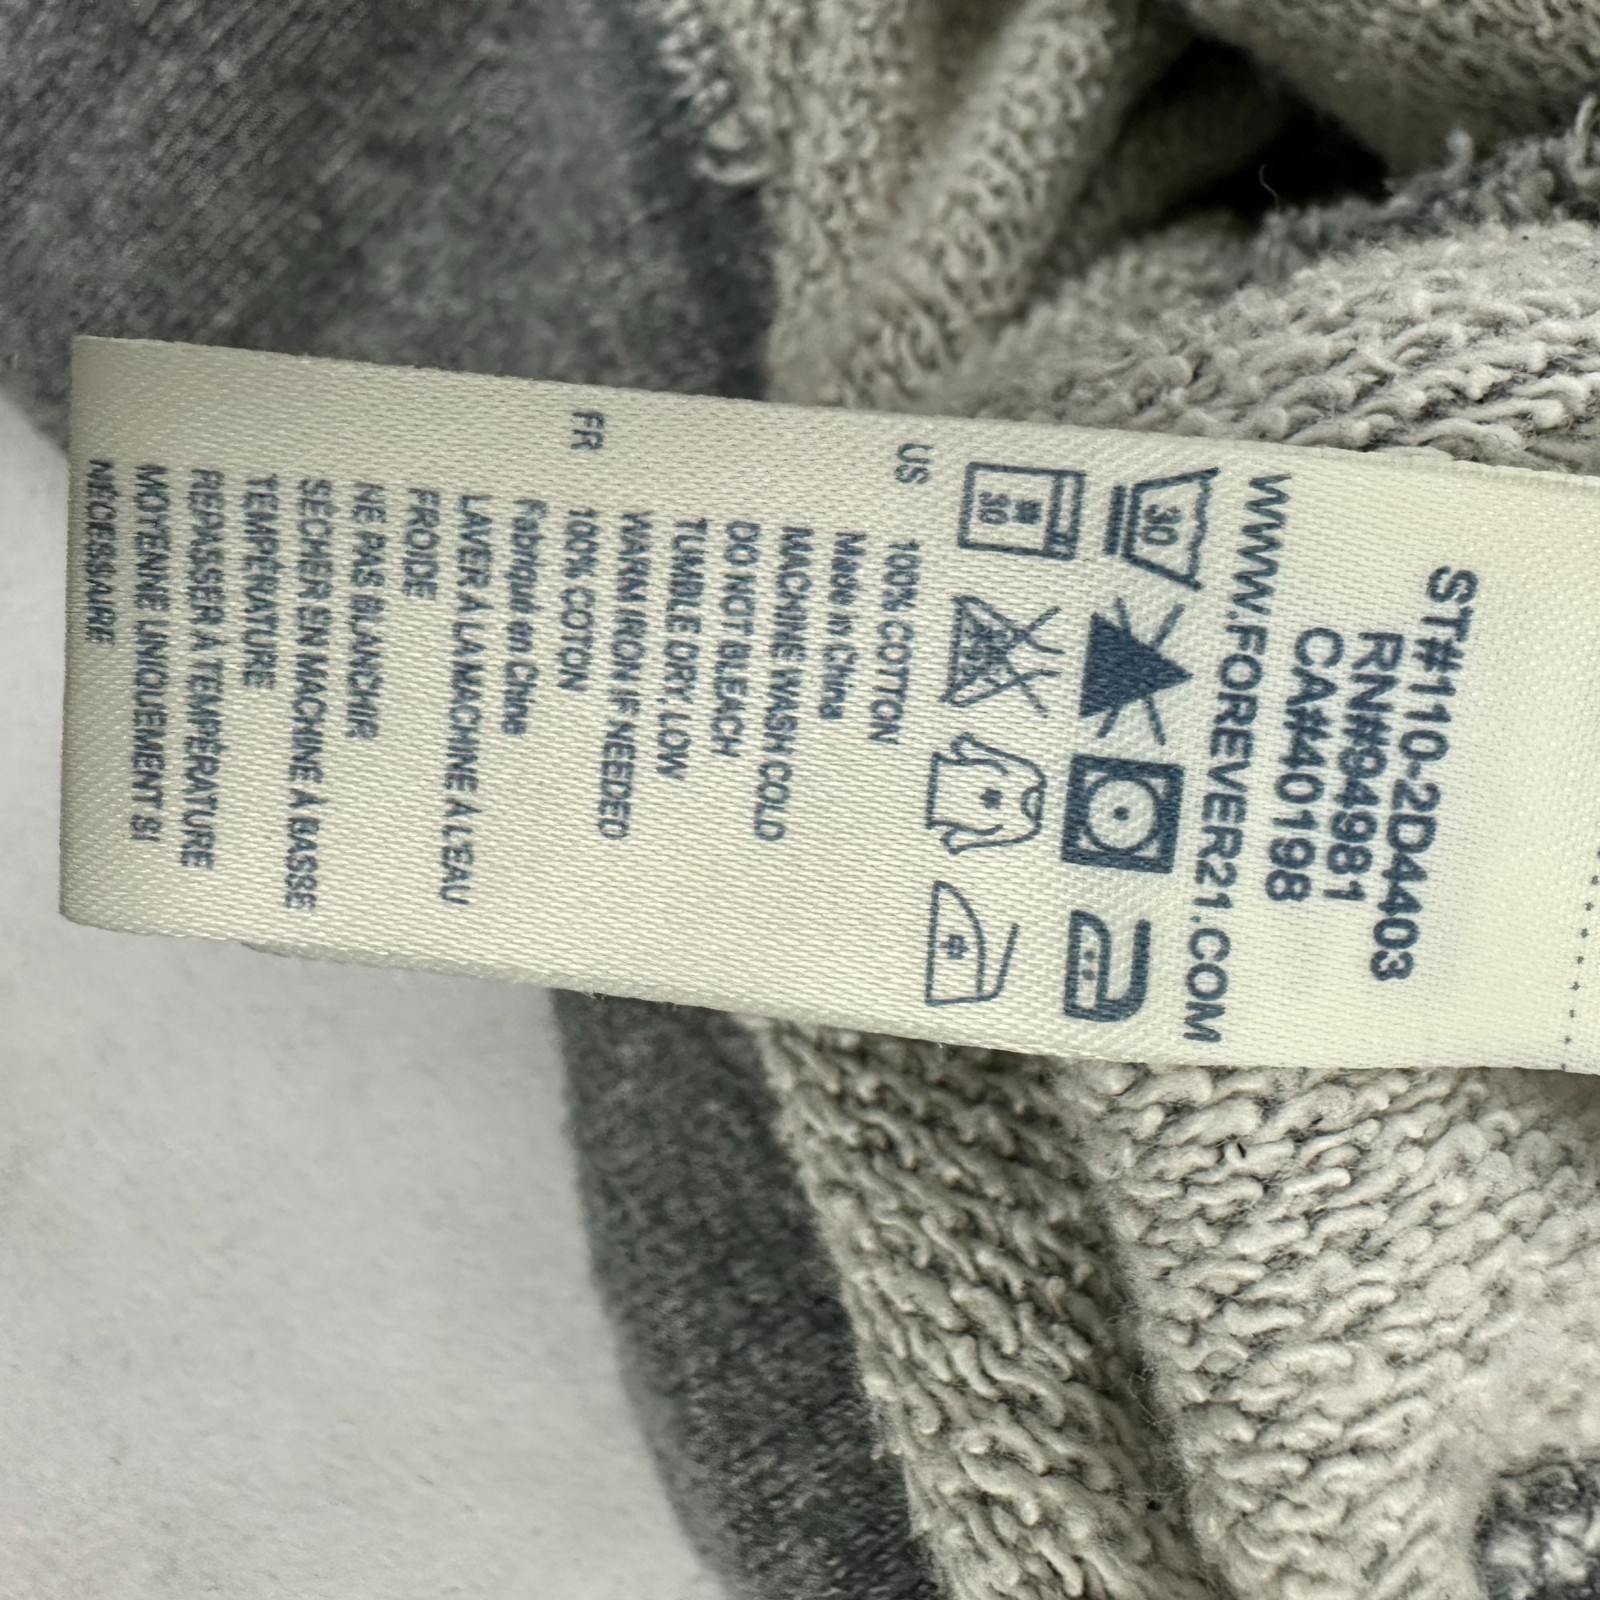 ST#110-2D4403
RN#94981
CA#40198
WWW.FOREVER21.COM
30
30
US
100% COTTON
Made in China
MACHINE WASH COLD
DO NOT BLEACH
TUMBLE DRY, LOW
WARM IRON IF NEEDED
FR
100% COTON
Fabriqué en Chine
LAVER À LA MACHINE À L'EAU
FROIDE
NE PAS BLANCHIR
SÉCHER EN MACHINE À BASSE
TEMPÉRATURE
REPASSER À TEMPÉRATURE
MOYENNE UNIQUEMENT SI
NÉCESSAIRE